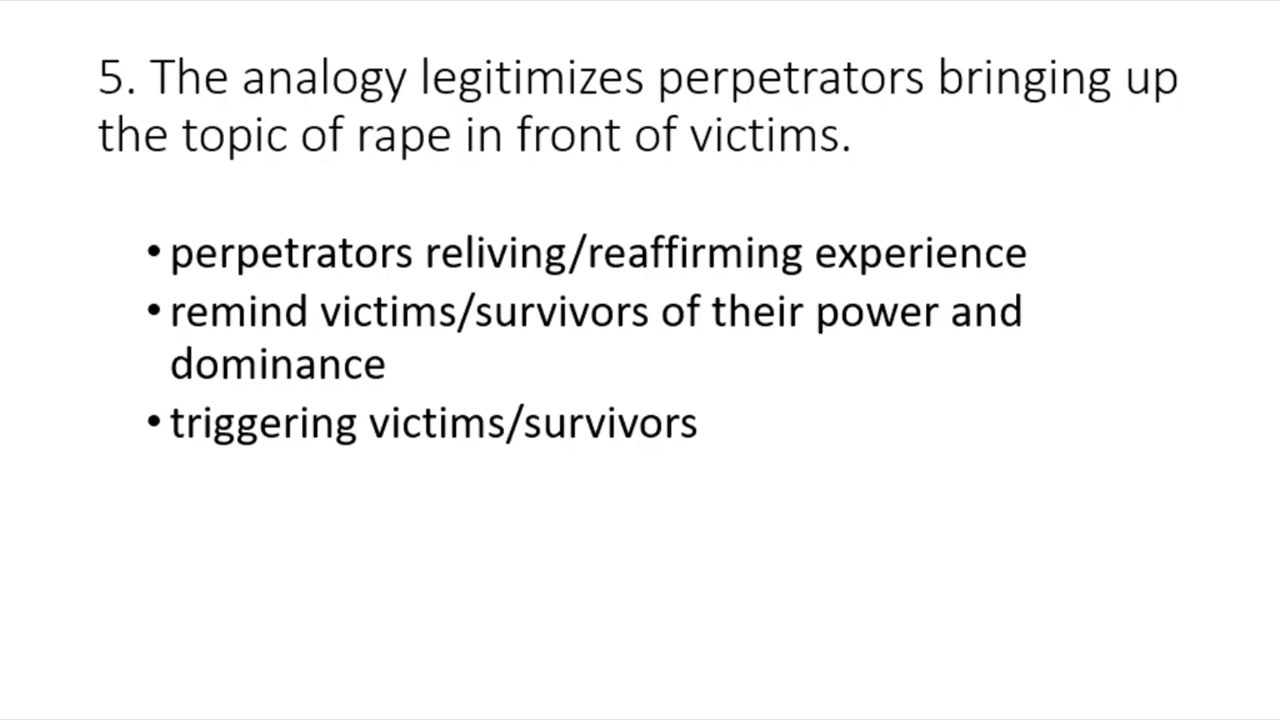 5. The analogy legitimizes perpetrators bringing up
the topic of rape in front of victims.
• perpetrators reliving/reaffirming experience
• remind victims/survivors of their power and
dominance
• triggering victims/survivors